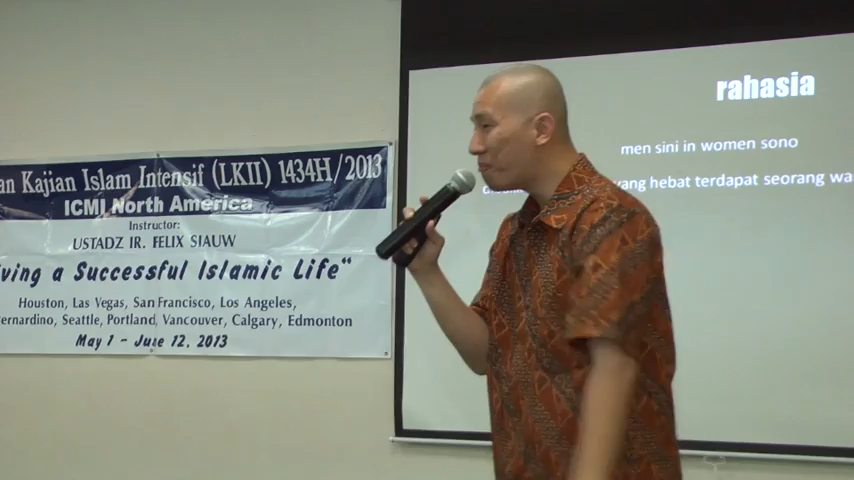 an Kajian Islam Intensif (LKII) 1434H/2013
ICMI North America
Instructor:
USTADZ IR. FELIX SIAUW
iving a Successful Islamic Life"
Houston, Las Vegas, San Francisco, Los Angeles,
ernardino, Seattle, Portland, Vancouver, Calgary, Edmonton
May 1 - June 12, 2013
rahasia
men sini in women sono
yang hebat terdapat seorang wa